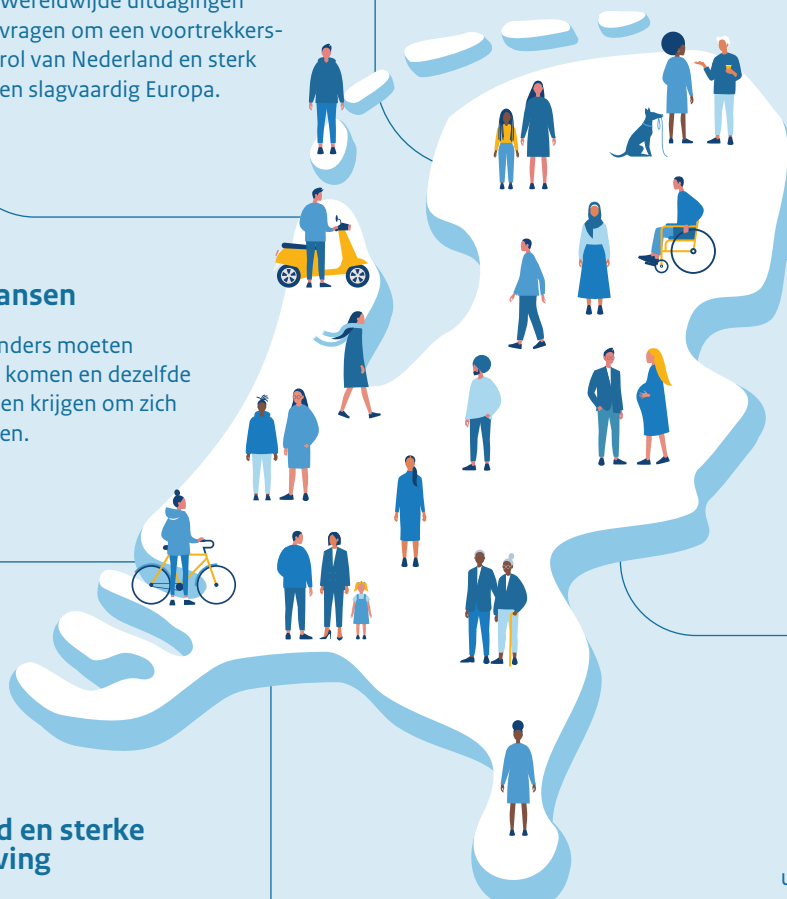 wereldwijde uitdagingen
vragen om een voortrekkers-
rol van Nederland en sterk
en slagvaardig Europa.
ansen
nders moeten
komen en dezelfde
en krijgen om zich
en.
d en sterke
ving